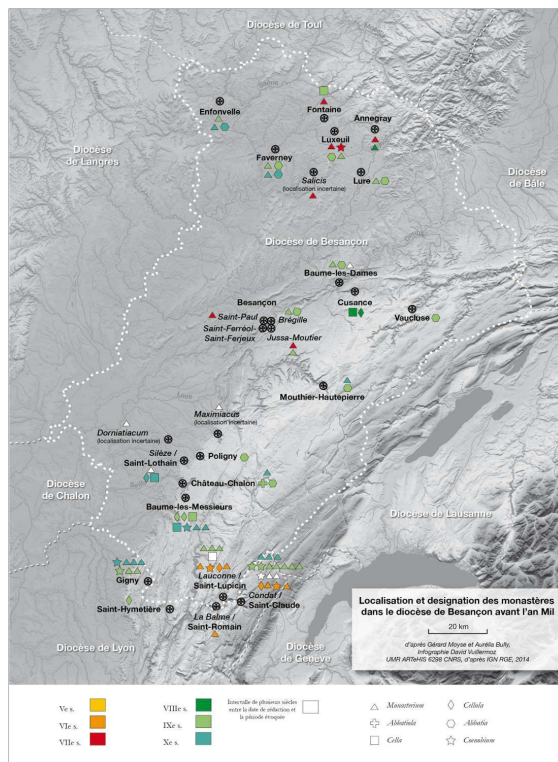 Diocèse de Toul
Enfonvelle
Fontaine
Annegray
Luxeuil
Diocèse
de Langres
Faverney
Salicis
(localisation incertaine)
Lure
Diocèse
de Bâle
Diocèse de Besançon
Baume-les-Dames
Cusance
Besançon
Saint-Paul
Brégille
Vaucluse
Saint-Ferréol-
Saint-Ferjeux
Jussa-Moutier
Mouthier-Hautepierre
Maximiacus
(localisation incertaine)
Dorniatiacum
(localisation incertaine)
Silèze /
Saint-Lothain
Poligny
Diocèse
de Chalon
Château-Chalon
Baume-les-Messieurs
Diocèse de Lausanne
Gigny
Lauconne /
Saint-Lupicin
Condat /
Saint-Claude
Saint-Hymetière
La Balme /
Saint-Romain
Diocèse de Lyon
Diocèse
de Genève
Localisation et designation des monastères
dans le diocèse de Besançon avant l'an Mil
20 km
d'après Gérard Moyse et Aurélia Bully,
Infographie David Vuillermoz
UMR ARTeHIS 6298 CNRS, d'après IGN RGE, 2014
Ve s.
VIe s.
VIIe s.
VIIIe s.
IXe s.
Xe s.
Intervalle de plusieurs siècles
entre la date de rédaction et
la période évoquée
Monasterium
Abbatiola
Cella
Cellola
Abbatia
Coenobium